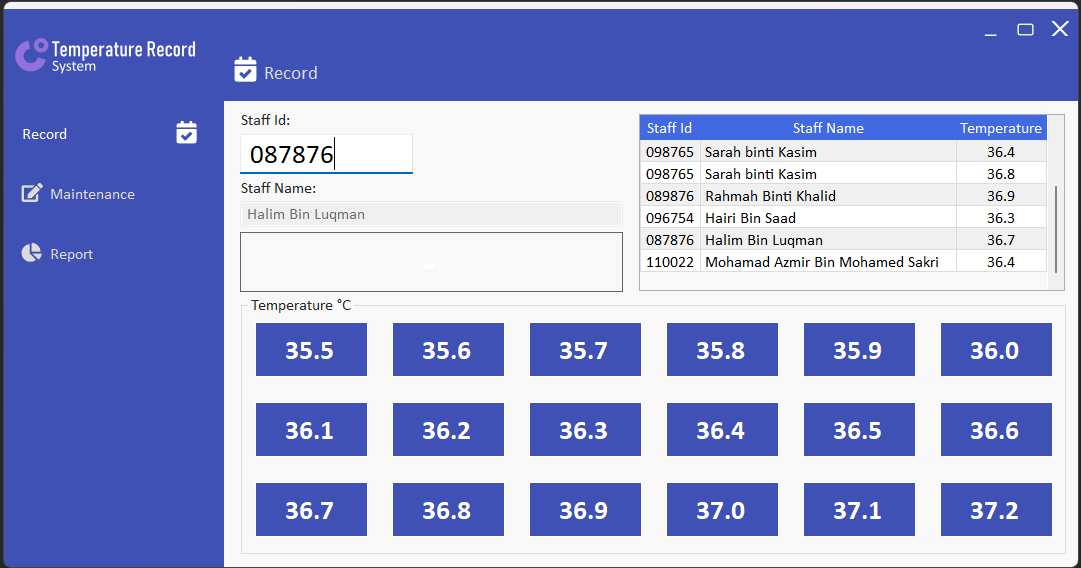 Temperature Record
System
Record
Record
Maintenance
Report
Staff Id:
087876
Staff Name:
Halim Bin Luqman
-
Staff Id Staff Name Temperature
098765 Sarah binti Kasim 36.4
098765 Sarah binti Kasim 36.8
089876 Rahmah Binti Khalid 36.9
096754 Hairi Bin Saad 36.3
087876 Halim Bin Luqman 36.7
110022 Mohamad Azmir Bin Mohamed Sakri 36.4
Temperature °C
35.5 35.6 35.7 35.8 35.9 36.0
36.1 36.2 36.3 36.4 36.5 36.6
36.7 36.8 36.9 37.0 37.1 37.2